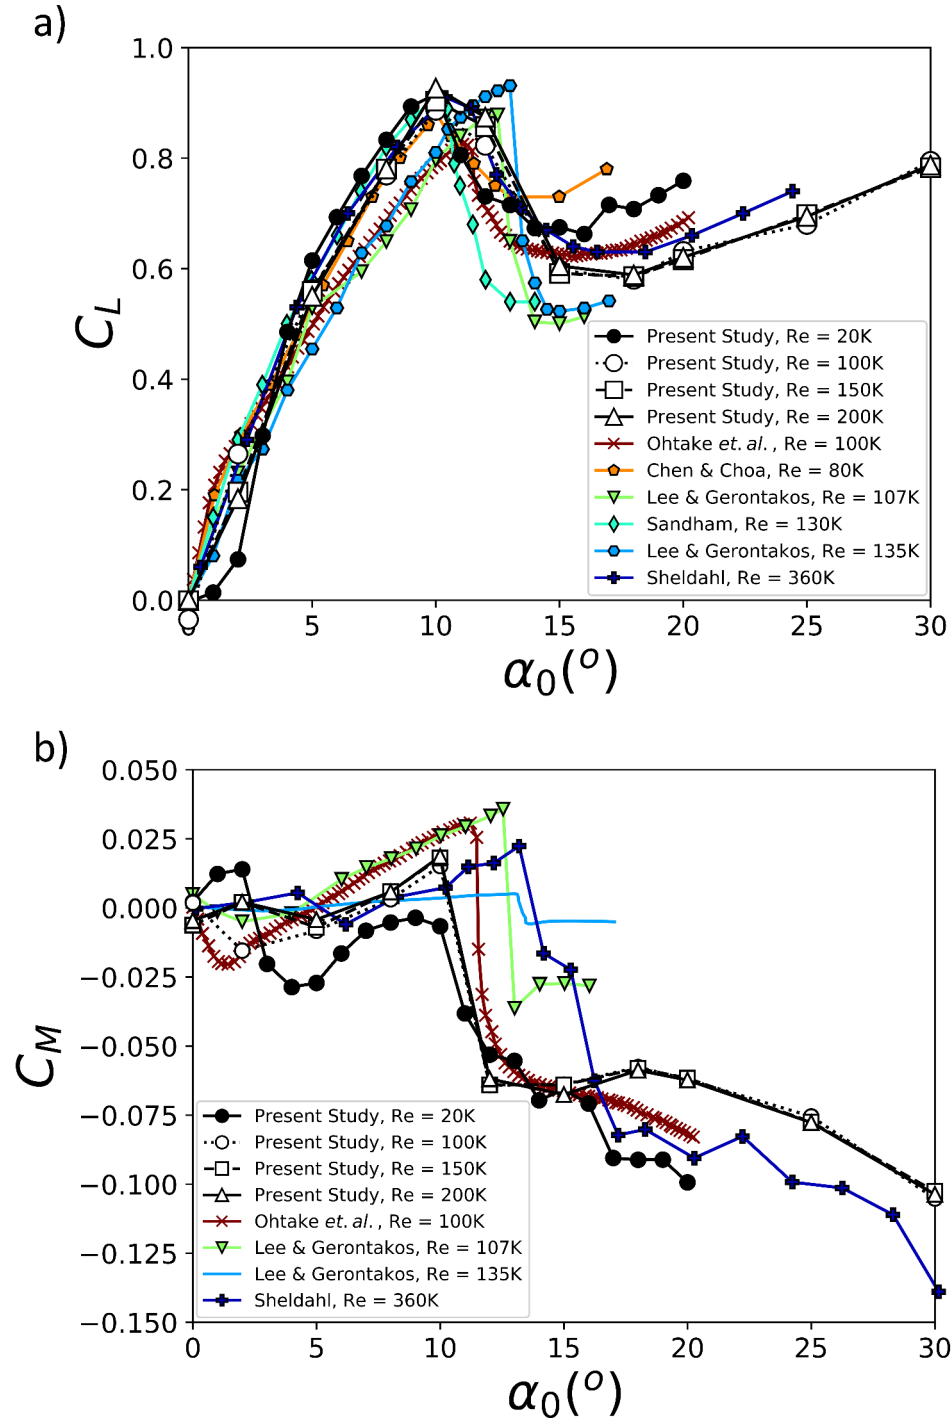 a)
1.0
0.8
0.6
0.4
0.2
0.0
C_L
Present Study, Re = 20K
Present Study, Re = 100K
Present Study, Re = 150K
Present Study, Re = 200K
Ohtake et. al., Re = 100K
Chen & Choa, Re = 80K
Lee & Gerontakos, Re = 107K
Sandham, Re = 130K
Lee & Gerontakos, Re = 135K
Sheldahl, Re = 360K
0 5 10 15 20 25 30
α_0(^o)
b)
0.050
0.025
0.000
−0.025
−0.050
−0.075
−0.100
−0.125
−0.150
C_M
Present Study, Re = 20K
Present Study, Re = 100K
Present Study, Re = 150K
Present Study, Re = 200K
Ohtake et. al., Re = 100K
Lee & Gerontakos, Re = 107K
Lee & Gerontakos, Re = 135K
Sheldahl, Re = 360K
0 5 10 15 20 25 30
α_0(^o)